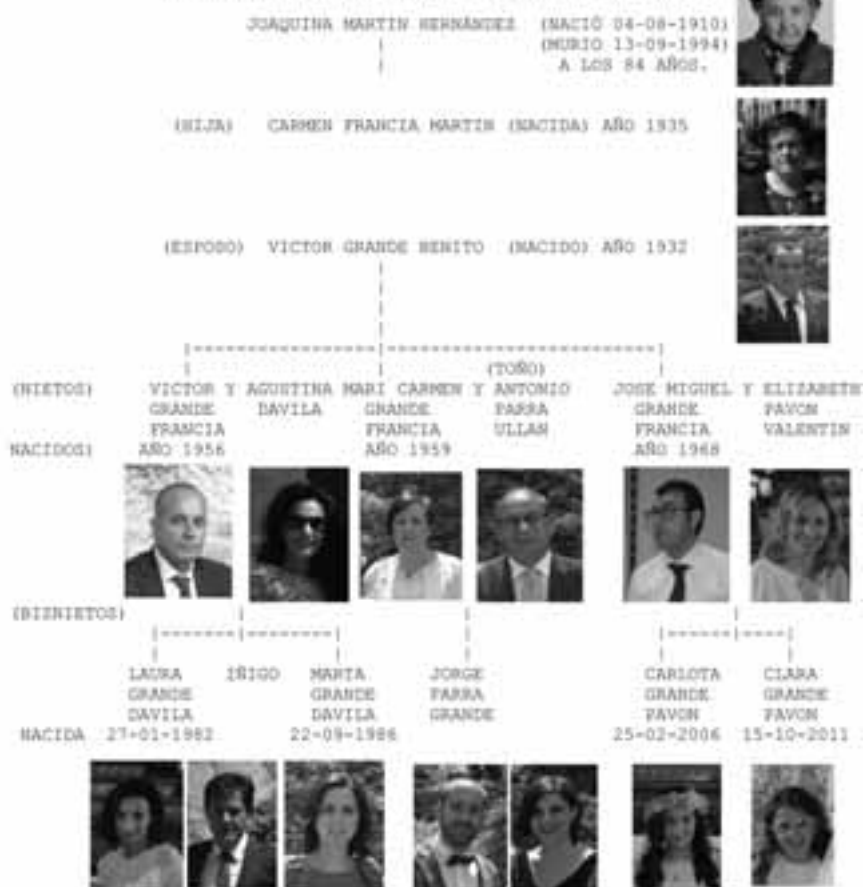 JOAQUINA MARTIN HERNÁNDEZ (NACIÓ 04-08-1910)
(MURIO 13-09-1994)
A LOS 84 AÑOS.
(HIJA) CARMEN FRANCIA MARTIN (NACIDA) AÑO 1935
(ESPOSO) VICTOR GRANDE BENITO (NACIDO) AÑO 1932
(TOÑO)
(NIETOS) VICTOR Y AGUSTINA MARI CARMEN Y ANTONIO JOSE MIGUEL Y ELIZABETH
GRANDE DAVILA GRANDE PARRA GRANDE PAVON
FRANCIA FRANCIA ULLAN FRANCIA VALENTIN
NACIDOS) AÑO 1956 AÑO 1959 AÑO 1968
(BIZNIETOS)
LAURA IÑIGO MARTA JORGE CARLOTA CLARA
GRANDE GRANDE PARRA GRANDE GRANDE
DAVILA DAVILA GRANDE PAVON PAVON
NACIDA 27-01-1982 22-09-1986 25-02-2006 15-10-2011